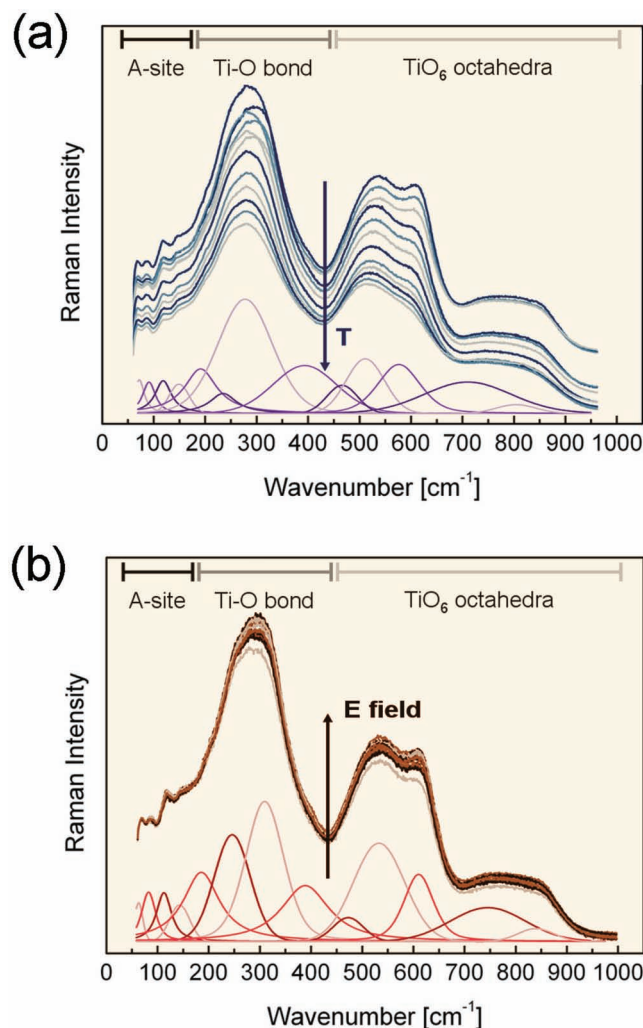 (a)
A-site Ti-O bond TiO₆ octahedra
Raman Intensity
T
0 100 200 300 400 500 600 700 800 900 1000
Wavenumber [cm⁻¹]
(b)
A-site Ti-O bond TiO₆ octahedra
Raman Intensity
E field
0 100 200 300 400 500 600 700 800 900 1000
Wavenumber [cm⁻¹]